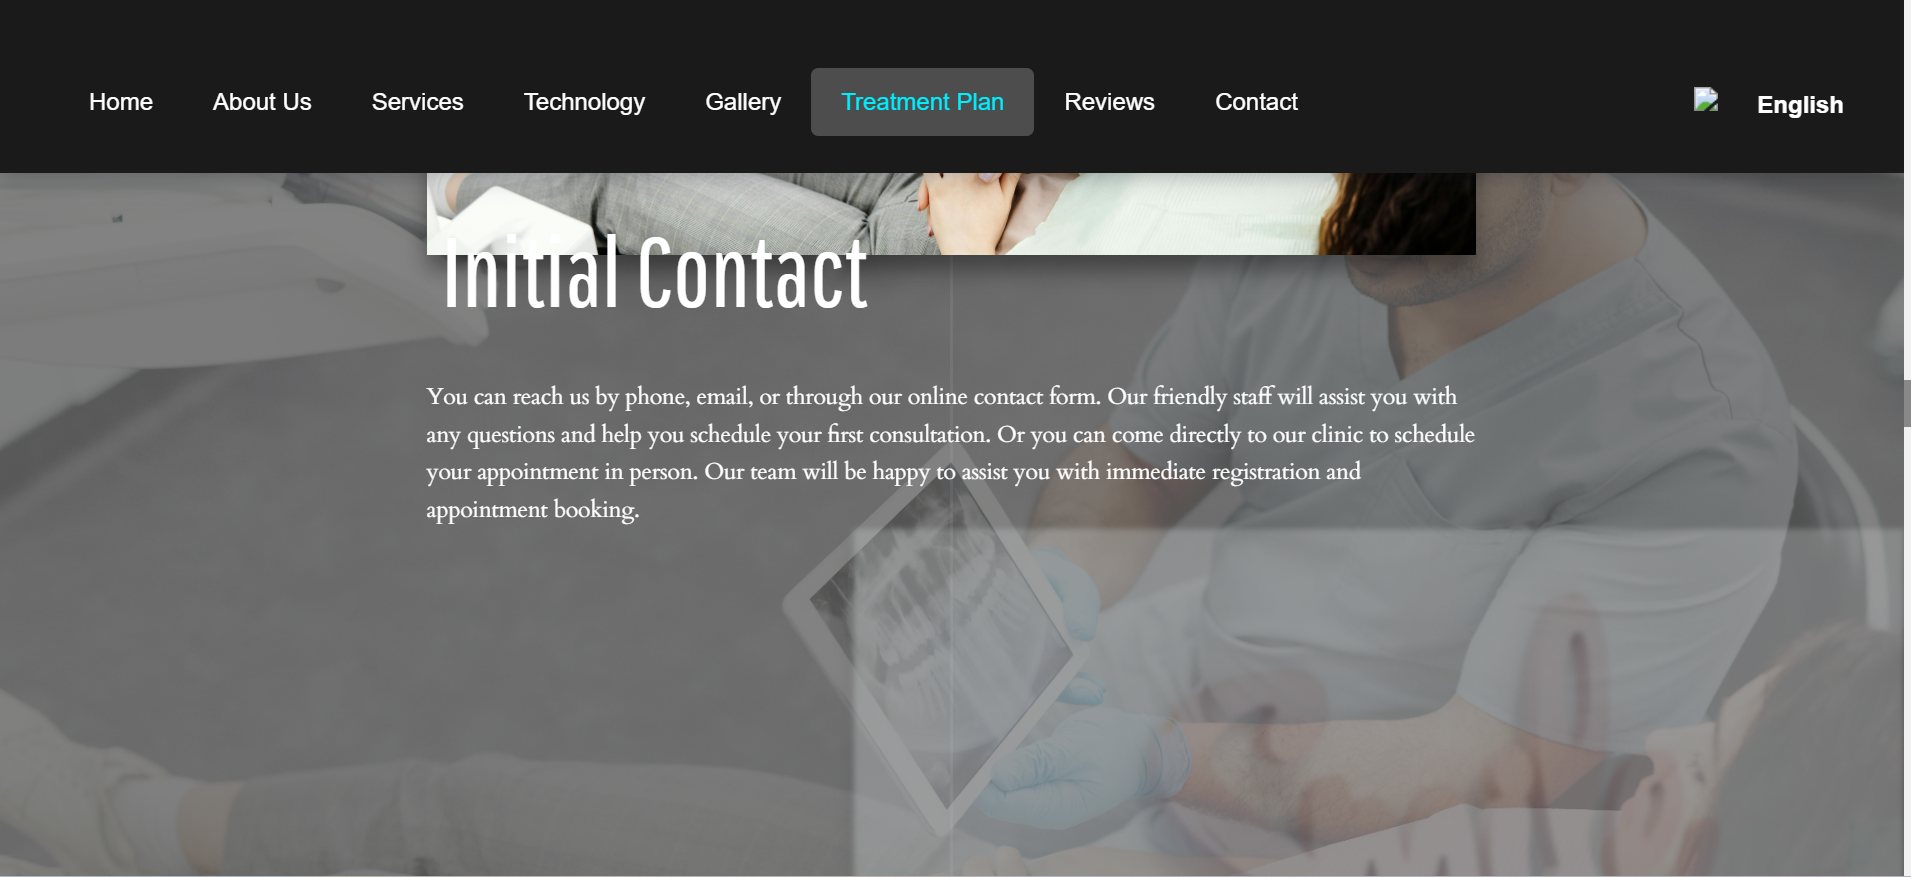 Home About Us Services Technology Gallery Treatment Plan Reviews Contact English
Initial Contact
You can reach us by phone, email, or through our online contact form. Our friendly staff will assist you with
any questions and help you schedule your first consultation. Or you can come directly to our clinic to schedule
your appointment in person. Our team will be happy to assist you with immediate registration and
appointment booking.